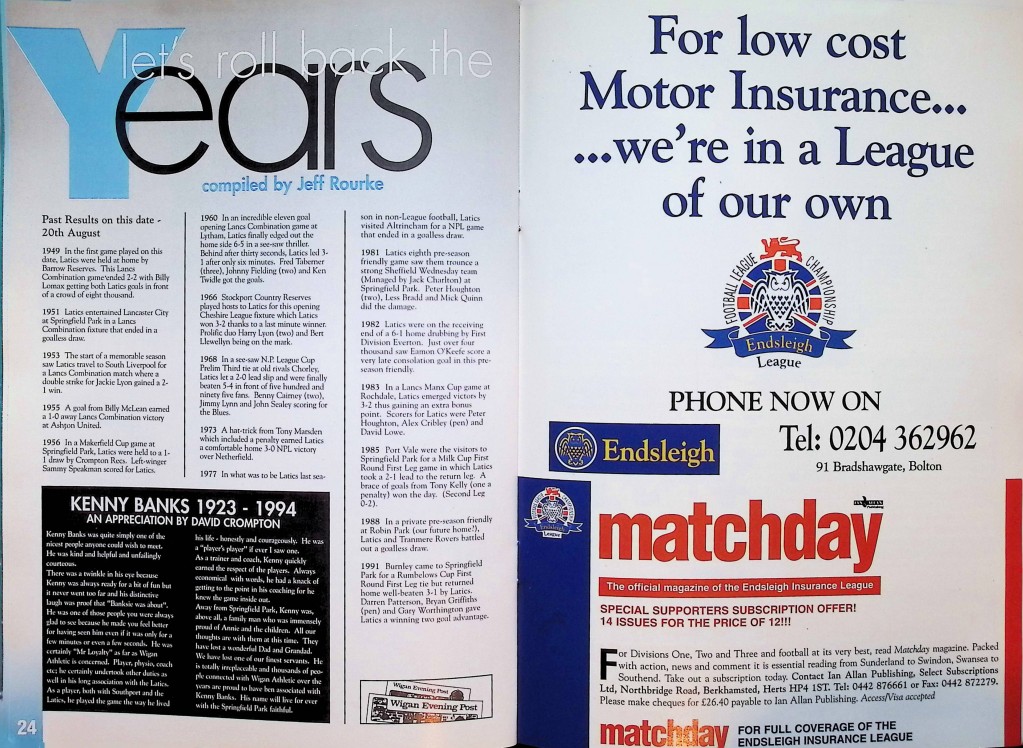 let's roll back the
Years
compiled by Jeff Rourke
Past Results on this date -
20th August
1949 In the first game played on this
date, Latics were held at home by
Barrow Reserves. This Lancs
Combination game ended 2-2 with Billy
Lomax getting both Latics goals in front
of a crowd of eight thousand.
1951 Latics entertained Lancaster City
at Springfield Park in a Lancs
Combination fixture that ended in a
goalless draw.
1953 The start of a memorable season
saw Latics travel to South Liverpool for
a Lancs Combination match where a
double strike for Jackie Lyon gained a 2-
1 win.
1955 A goal from Billy McLean earned
a 1-0 away Lancs Combination victory
at Ashton United.
1956 In a Makerfield Cup game at
Springfield Park, Latics were held to a 1-
1 draw by Crompton Recs. Left-winger
Sammy Speakman scored for Latics.
1960 In an incredible eleven goal
opening Lancs Combination game at
Lytham, Latics finally edged out the
home side 6-5 in a see-saw thriller.
Behind after thirty seconds, Latics led 3-
1 after only six minutes. Fred Taberner
(three), Johnny Fielding (two) and Ken
Twidle got the goals.
1966 Stockport Country Reserves
played hosts to Latics for this opening
Cheshire League fixture which Latics
won 3-2 thanks to a last minute winner.
Prolific duo Harry Lyon (two) and Bert
Llewellyn being on the mark.
1968 In a see-saw N.P. League Cup
Prelim Third tie at old rivals Chorley,
Latics let a 2-0 lead slip and were finally
beaten 5-4 in front of five hundred and
ninety five fans. Benny Cairney (two),
Jimmy Lynn and John Sealey scoring for
the Blues.
1973 A hat-trick from Tony Marsden
which included a penalty earned Latics
a comfortable home 3-0 NPL victory
over Netherfield.
1977 In what was to be Latics last sea-
son in non-League football, Latics
visited Altrincham for a NPL game
that ended in a goalless draw.
1981 Latics eighth pre-season
friendly game saw them trounce a
strong Sheffield Wednesday team
(Managed by Jack Charlton) at
Springfield Park. Peter Houghton
(two), Less Bradd and Mick Quinn
did the damage.
1982 Latics were on the receiving
end of a 6-1 home drubbing by First
Division Everton. Just over four
thousand saw Eamon O'Keefe score a
very late consolation goal in this pre-
season friendly.
1983 In a Lancs Manx Cup game at
Rochdale, Latics emerged victors by
3-2 thus gaining an extra bonus
point. Scorers for Latics were Peter
Houghton, Alex Cribley (pen) and
David Lowe.
1985 Port Vale were the visitors to
Springfield Park for a Milk Cup First
Round First Leg game in which Latics
took a 2-1 lead to the return leg. A
brace of goals from Tony Kelly (one a
penalty) won the day. (Second Leg
0-2).
1988 In a private pre-season friendly
at Robin Park (our future home?),
Latics and Tranmere Rovers battled
out a goalless draw.
1991 Burnley came to Springfield
Park for a Rumbelows Cup First
Round First Leg tie but returned
home well-beaten 3-1 by Latics.
Darren Patterson, Bryan Griffiths
(pen) and Gary Worthington gave
Latics a winning two goal advantage.
KENNY BANKS 1923 - 1994
AN APPRECIATION BY DAVID CROMPTON
Kenny Banks was quite simply one of the
nicest people anyone could wish to meet.
He was kind and helpful and unfailingly
courteous.
There was a twinkle in his eye because
Kenny was always ready for a bit of fun but
it never went too far and his distinctive
laugh was proof that "Banksie was about".
He was one of those people you were always
glad to see because he made you feel better
for having seen him even if it was only for a
few minutes or even a few seconds. He was
certainly "Mr Loyalty" as far as Wigan
Athletic is concerned. Player, physio, coach
etc; he certainly undertook other duties as
well in his long association with the Latics.
As a player, both with Southport and the
Latics, he played the game the way he lived
his life - honestly and courageously. He was
a "player's player" if ever I saw one.
As a trainer and coach, Kenny quickly
earned the respect of the players. Always
economical with words, he had a knack of
getting to the point in his coaching for he
knew the game inside out.
Away from Springfield Park, Kenny was,
above all, a family man who was immensely
proud of Annie and the children. All our
thoughts are with them at this time. They
have lost a wonderful Dad and Grandad.
We have lost one of our finest servants. He
is totally irreplaceable and thousands of peo-
ple connected with Wigan Athletic over the
years are proud to have ben associated with
Kenny Banks. His name will for ever
with the Springfield Park faithful.
Wigan Evening Post
Wigan Evening Post
24
For low cost
Motor Insurance...
...we're in a League
of our own
FOOTBALL LEAGUE CHAMPIONSHIP
Endsleigh
League
PHONE NOW ON
Endsleigh
Tel: 0204 362962
91 Bradshawgate, Bolton
Endsleigh
League
IAN ALLAN
Publishing
matchday
The official magazine of the Endsleigh Insurance League
SPECIAL SUPPORTERS SUBSCRIPTION OFFER!
14 ISSUES FOR THE PRICE OF 12!!!
For Divisions One, Two and Three and football at its very best, read Matchday magazine. Packed
with action, news and comment it is essential reading from Sunderland to Swindon, Swansea to
Southend. Take out a subscription today. Contact Ian Allan Publishing, Select Subscriptions
Ltd, Northbridge Road, Berkhamsted, Herts HP4 1ST. Tel: 0442 876661 or Fax: 0442 872279.
Please make cheques for £26.40 payable to Ian Allan Publishing. Access/Visa accepted
matchday
FOR FULL COVERAGE OF THE
ENDSLEIGH INSURANCE LEAGUE